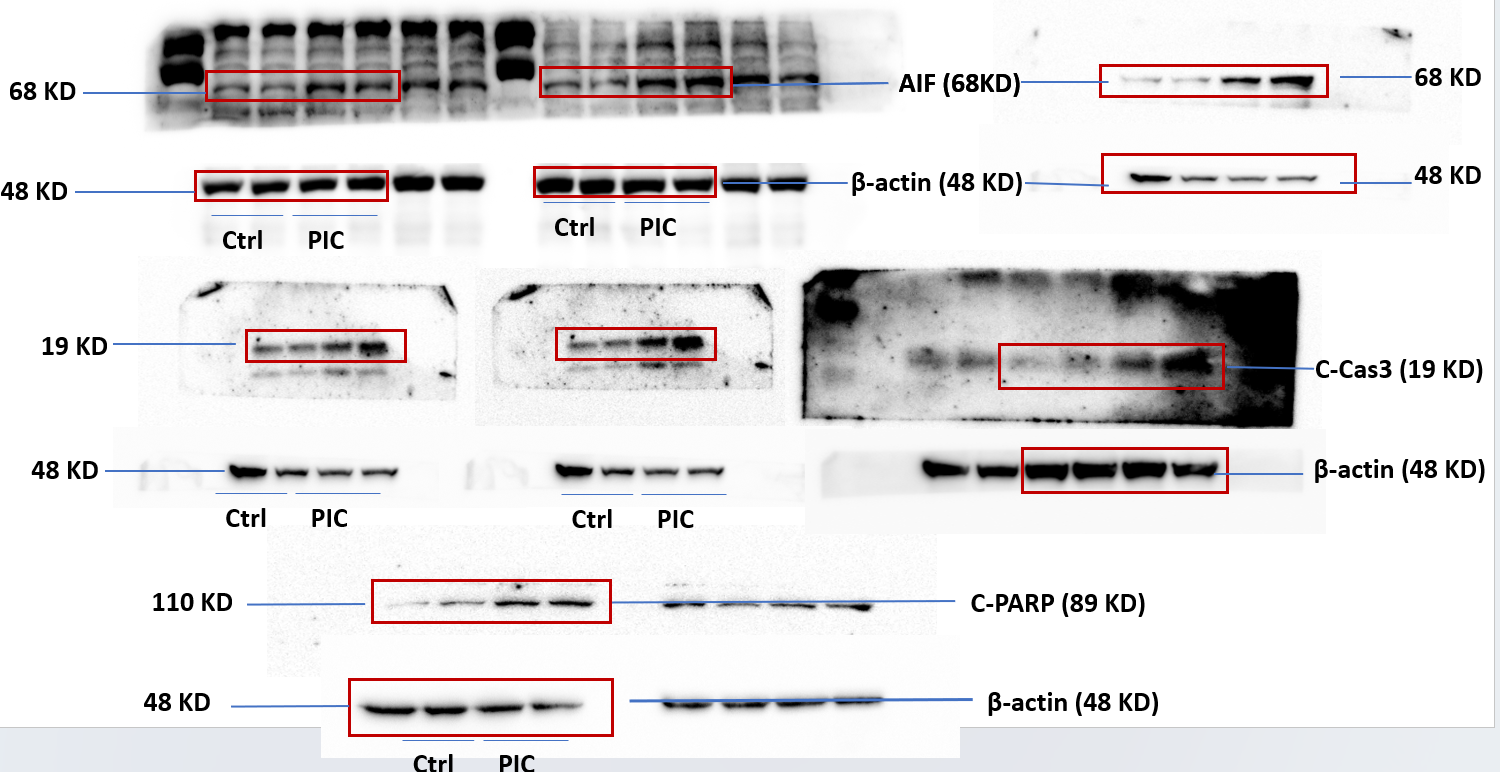 68 KD
AIF (68KD)
68 KD
48 KD
β-actin (48 KD)
48 KD
Ctrl
PIC
Ctrl
PIC
19 KD
C-Cas3 (19 KD)
48 KD
β-actin (48 KD)
Ctrl
PIC
Ctrl
PIC
110 KD
C-PARP (89 KD)
48 KD
β-actin (48 KD)
Ctrl
PIC